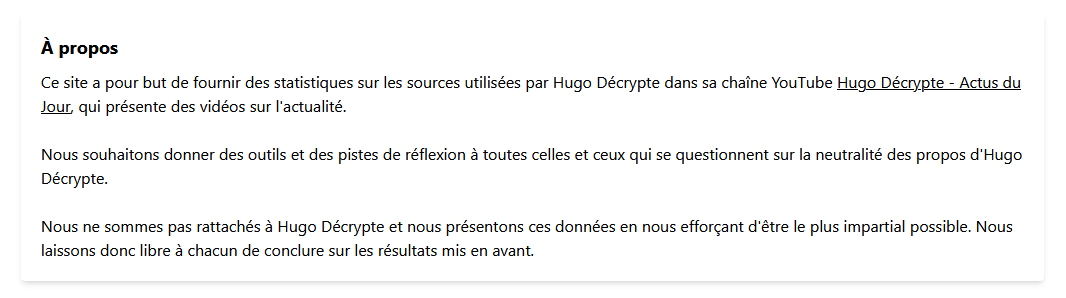 À propos
Ce site a pour but de fournir des statistiques sur les sources utilisées par Hugo Décrypte dans sa chaîne YouTube Hugo Décrypte - Actus du
Jour, qui présente des vidéos sur l'actualité.
Nous souhaitons donner des outils et des pistes de réflexion à toutes celles et ceux qui se questionnent sur la neutralité des propos d'Hugo
Décrypte.
Nous ne sommes pas rattachés à Hugo Décrypte et nous présentons ces données en nous efforçant d'être le plus impartial possible. Nous
laissons donc libre à chacun de conclure sur les résultats mis en avant.